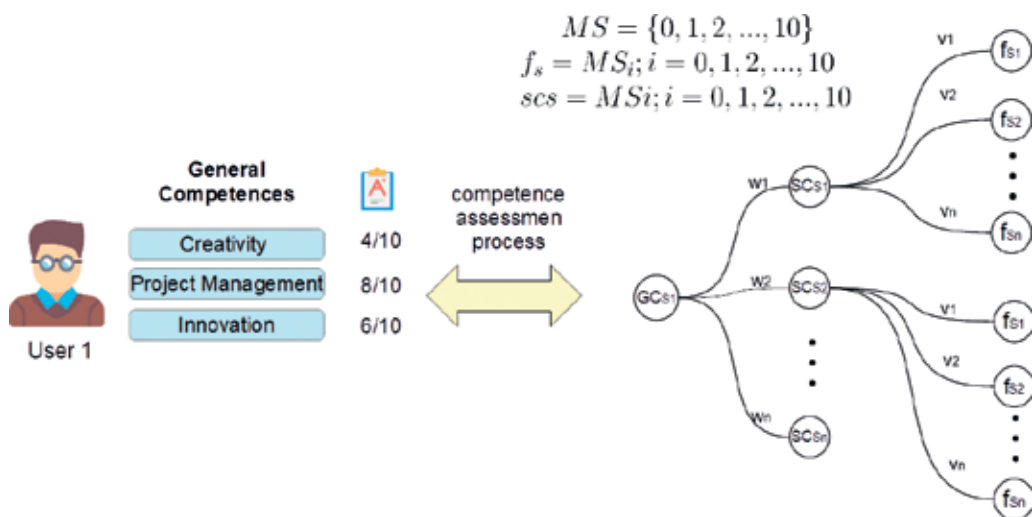 MS = {0, 1, 2, ..., 10}
f_s = MS_i; i = 0, 1, 2, ..., 10
scs = MSi; i = 0, 1, 2, ..., 10
General
Competences
A+
Creativity 4/10
Project Management 8/10
Innovation 6/10
User 1
competence
assessmen
process
GCS1
w1
w2
wn
SCS1
SCS2
SCSn
v1
v2
vn
fS1
fS2
fSn
v1
v2
vn
fS1
fS2
fSn